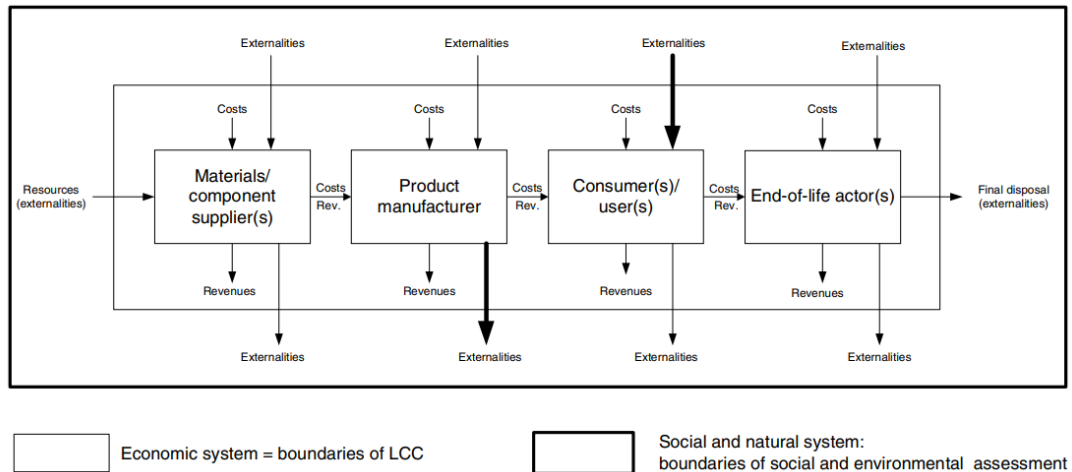 Externalities
Externalities
Externalities
Externalities
Costs
Costs
Costs
Costs
Resources
(externalities)
Materials/
component
supplier(s)
Costs
Rev.
Product
manufacturer
Costs
Rev.
Consumer(s)/
user(s)
Costs
Rev.
End-of-life actor(s)
Final disposal
(externalities)
Revenues
Revenues
Revenues
Revenues
Externalities
Externalities
Externalities
Externalities
Economic system = boundaries of LCC
Social and natural system:
boundaries of social and environmental assessment